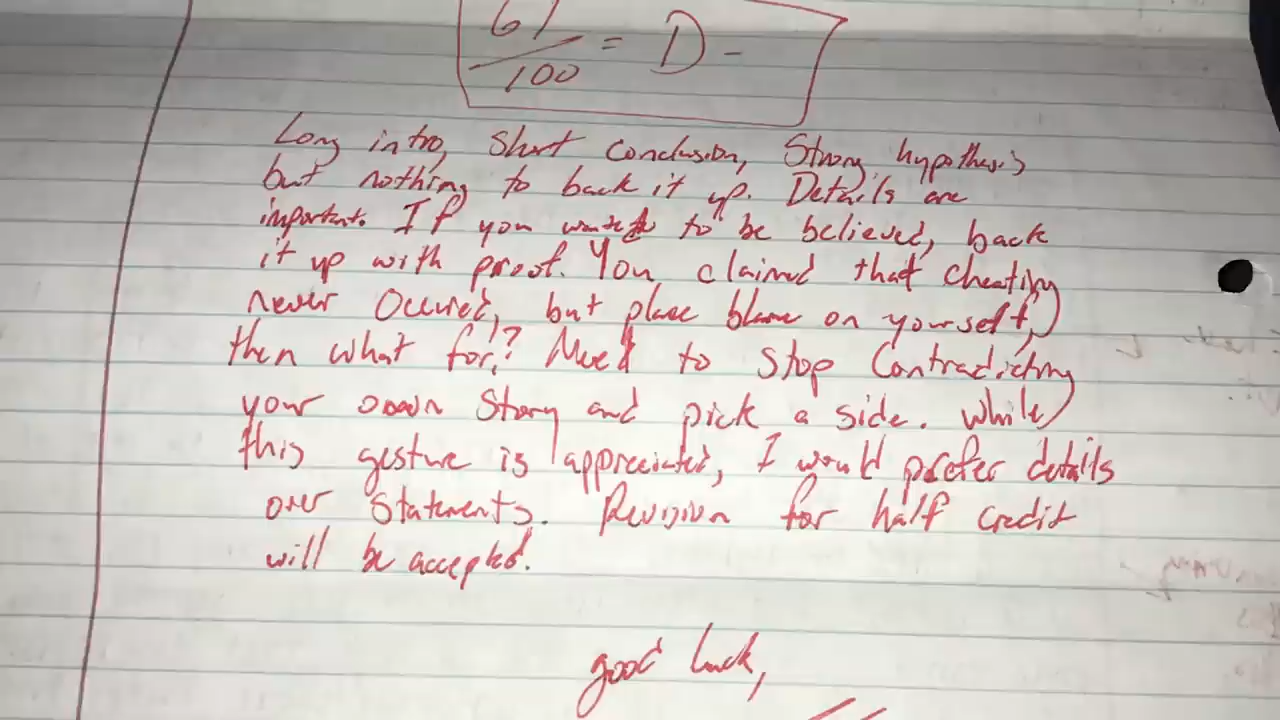 61/100 = D-
Long intro, Short Conclusion, Strong hypothesis
but nothing to back it up. Details are
important. If you wanted to be believed, back
it up with proof. You claimed that cheating
never Occured, but place blame on yourself,
then what for!? Need to Stop Contradicting
your own Story and pick a side. While
this gesture is appreciated, I would prefer details
over Statements. Revision for half Credit
will be accepted.
good luck,